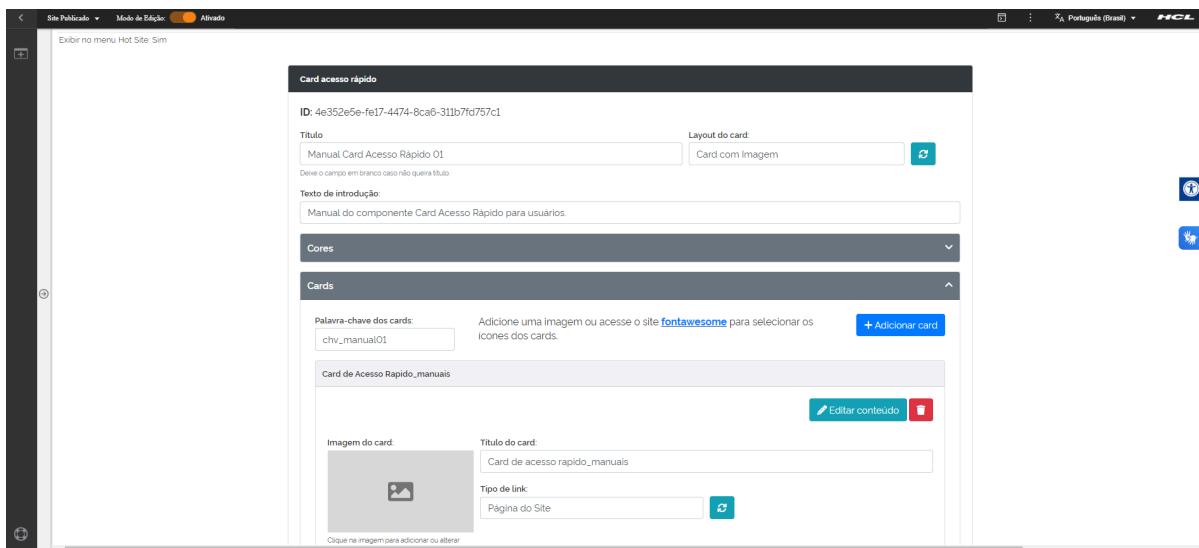 Site Publicado
Modo de Edição:
Ativado
Português (Brasil)
HCL
Exibir no menu Hot Site: Sim
Card acesso rápido
ID: 4e352e5e-fe17-4474-8ca6-311b7fd757c1
Título
Layout do card:
Manual Card Acesso Rápido 01
Card com Imagem
Deixe o campo em branco caso não queira título.
Texto de introdução:
Manual do componente Card Acesso Rápido para usuários.
Cores
Cards
Palavra-chave dos cards:
chv_manual01
Adicione uma imagem ou acesse o site fontawesome para selecionar os
ícones dos cards.
+ Adicionar card
Card de Acesso Rapido_manuais
Editar conteúdo
Imagem do card:
Título do card:
Card de acesso rapido_manuais
Tipo de link:
Página do Site
Clique na imagem para adicionar ou alterar